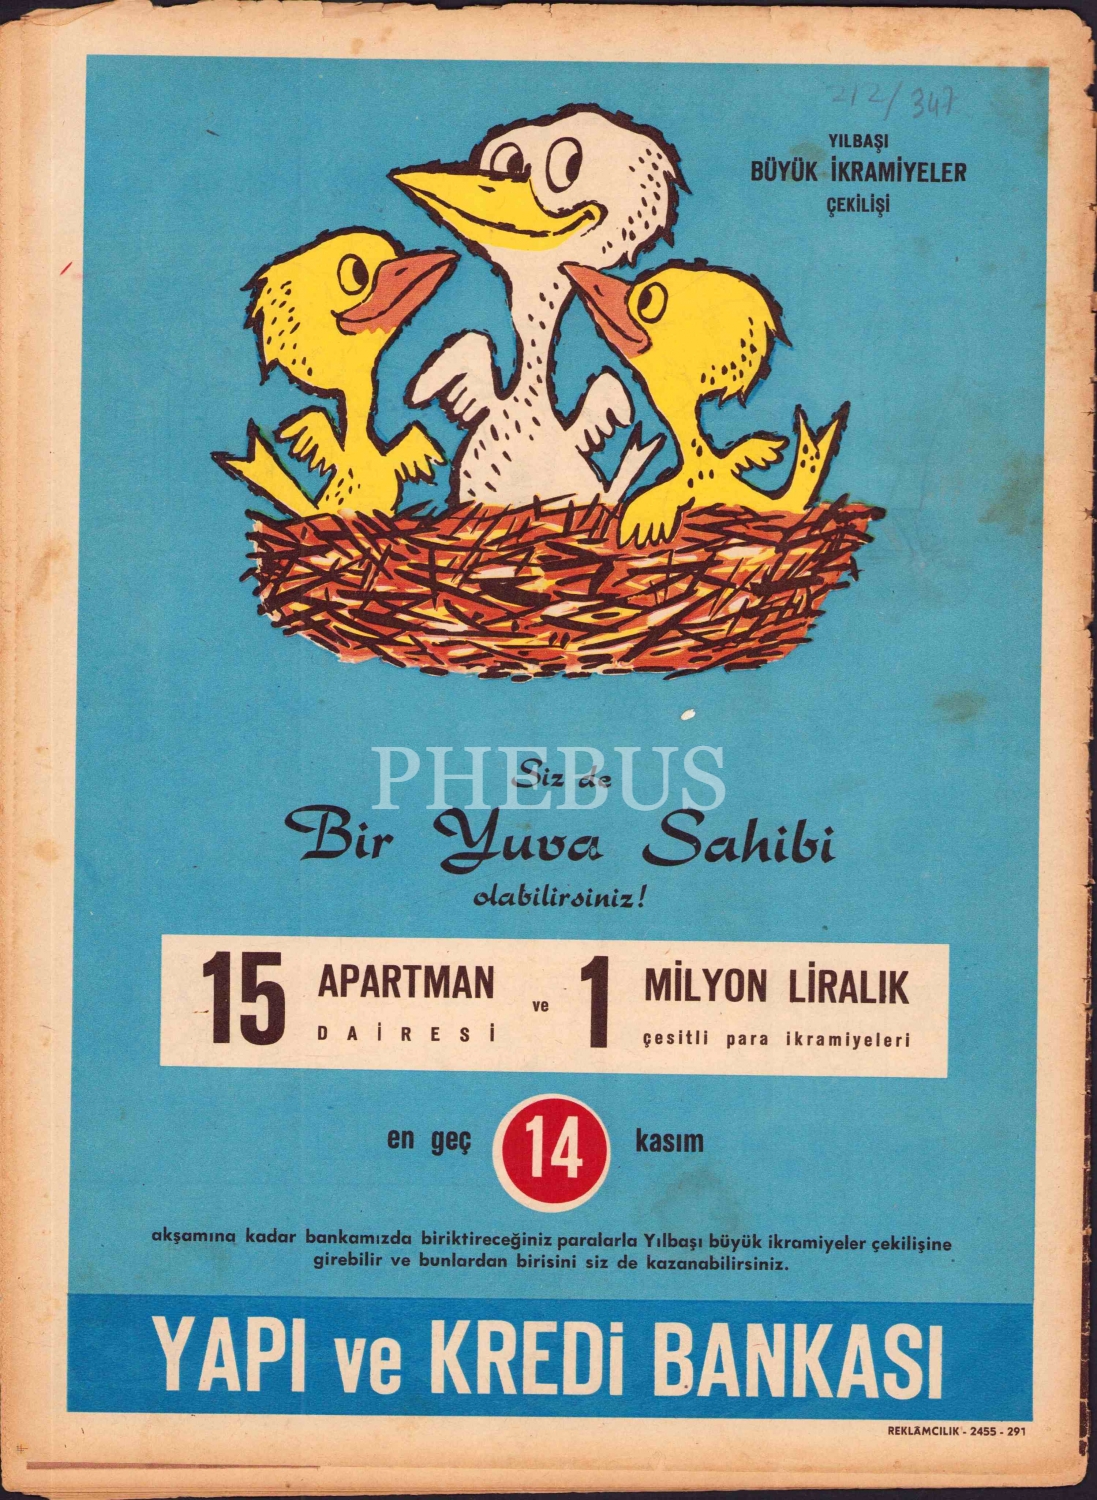 212/347
YILBAŞI
BÜYÜK İKRAMİYELER
ÇEKİLİŞİ
PHEBUS
Siz de
Bir Yuva Sahibi
olabilirsiniz!
15 APARTMAN DAİRESİ ve 1 MİLYON LİRALIK çesitli para ikramiyeleri
en geç 14 kasım
akşamına kadar bankamızda biriktireceğiniz paralarla Yılbaşı büyük ikramiyeler çekilişine
girebilir ve bunlardan birisini siz de kazanabilirsiniz.
YAPI ve KREDİ BANKASI
REKLÂMCILIK - 2455 - 291